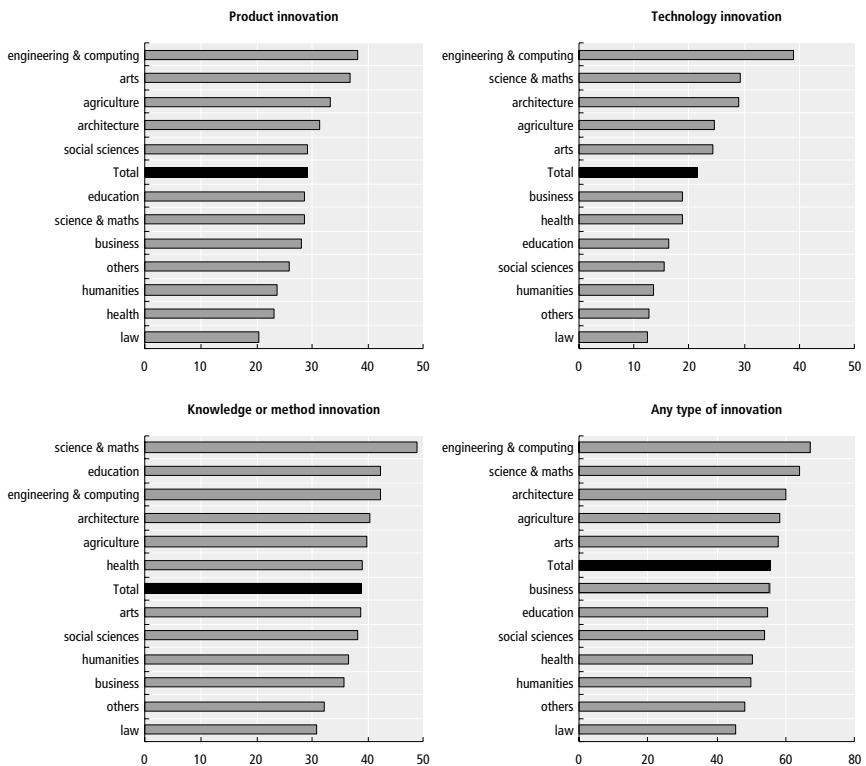 Product innovation
engineering & computing
arts
agriculture
architecture
social sciences
Total
education
science & maths
business
others
humanities
health
law
0 10 20 30 40 50
Technology innovation
engineering & computing
science & maths
architecture
agriculture
arts
Total
business
health
education
social sciences
humanities
others
law
0 10 20 30 40 50
Knowledge or method innovation
science & maths
education
engineering & computing
architecture
agriculture
health
Total
arts
social sciences
humanities
business
others
law
0 10 20 30 40 50
Any type of innovation
engineering & computing
science & maths
architecture
agriculture
arts
Total
business
education
social sciences
health
humanities
others
law
0 20 40 60 80